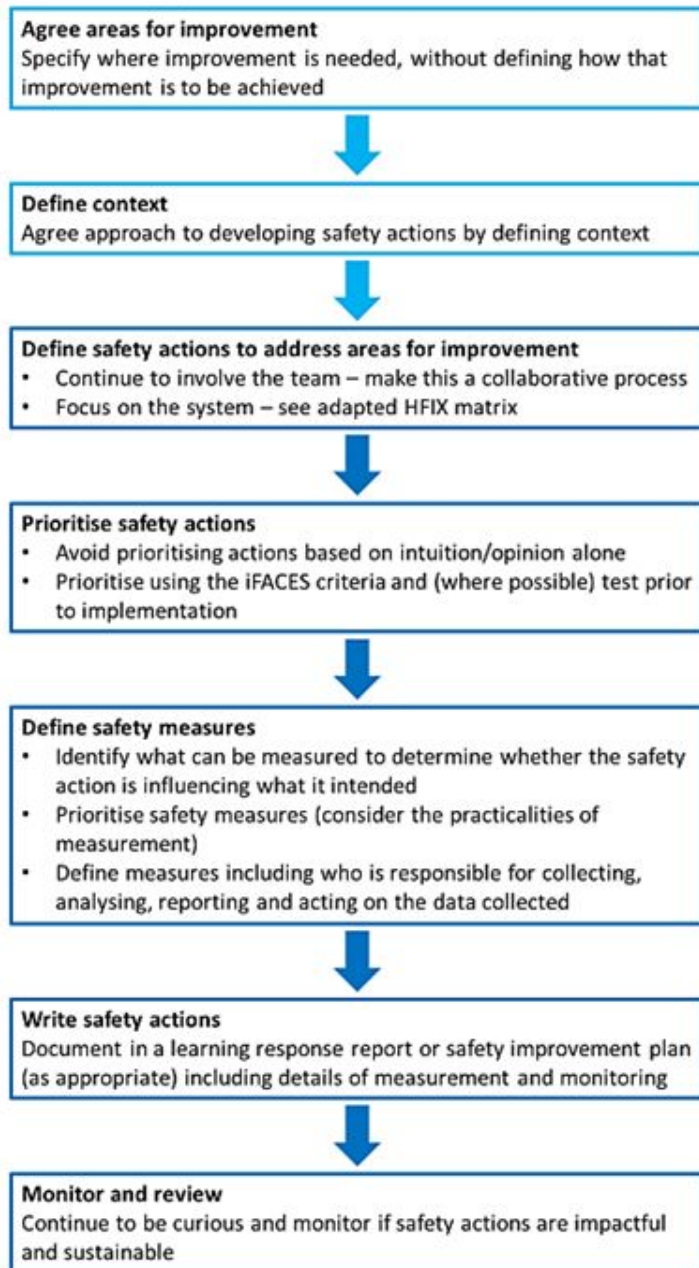 Agree areas for improvement
Specify where improvement is needed, without defining how that
improvement is to be achieved
Define context
Agree approach to developing safety actions by defining context
Define safety actions to address areas for improvement
• Continue to involve the team – make this a collaborative process
• Focus on the system – see adapted HFIX matrix
Prioritise safety actions
• Avoid prioritising actions based on intuition/opinion alone
• Prioritise using the iFACES criteria and (where possible) test prior
to implementation
Define safety measures
• Identify what can be measured to determine whether the safety
action is influencing what it intended
• Prioritise safety measures (consider the practicalities of
measurement)
• Define measures including who is responsible for collecting,
analysing, reporting and acting on the data collected
Write safety actions
Document in a learning response report or safety improvement plan
(as appropriate) including details of measurement and monitoring
Monitor and review
Continue to be curious and monitor if safety actions are impactful
and sustainable